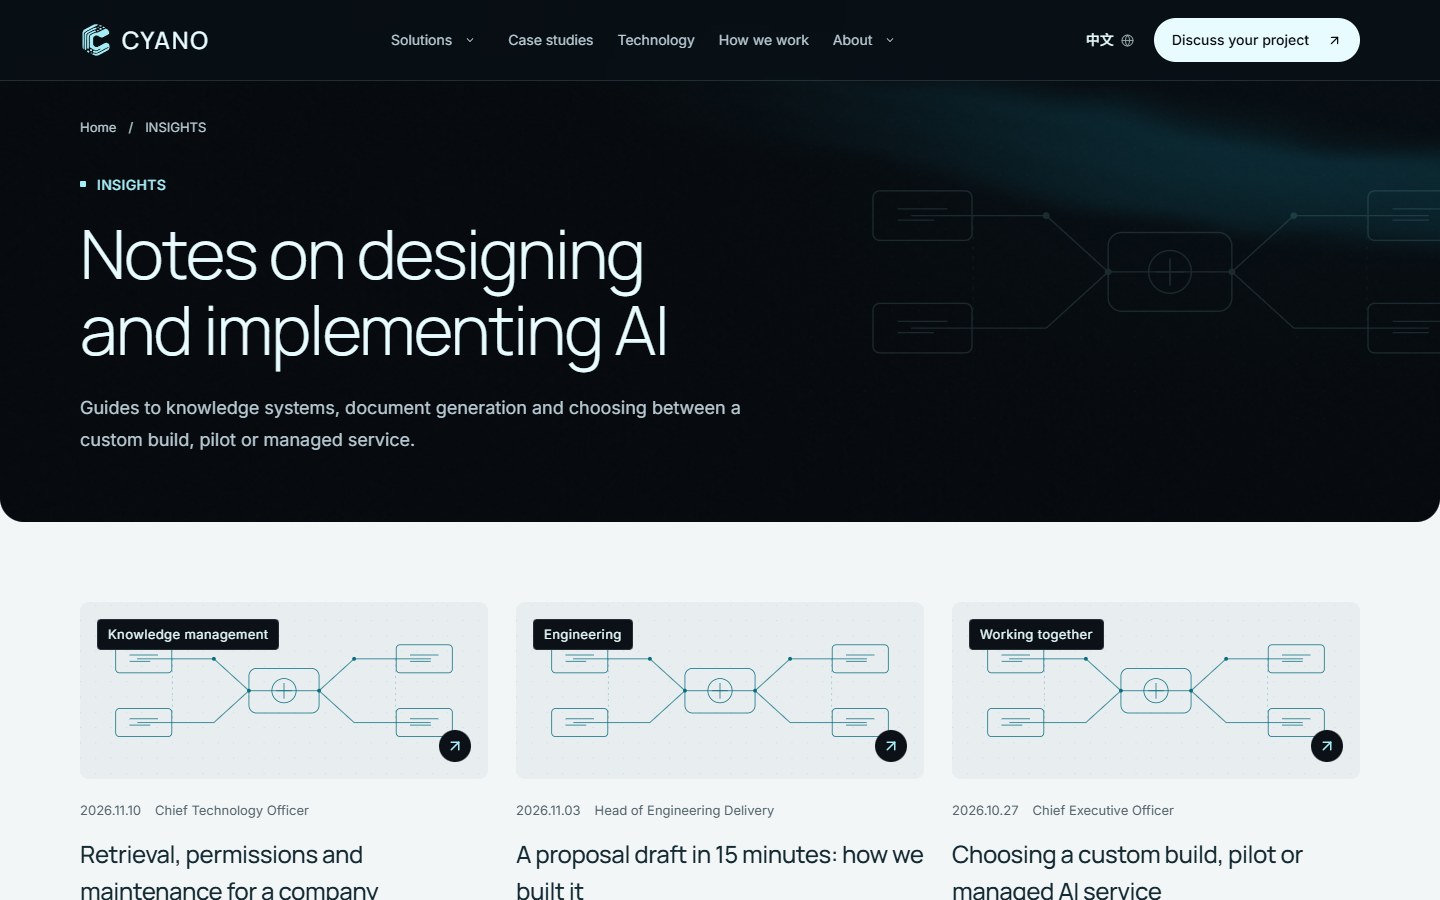 CYANO
Solutions
Case studies
Technology
How we work
About
中文
Discuss your project
Home / INSIGHTS
INSIGHTS
Notes on designing
and implementing AI
Guides to knowledge systems, document generation and choosing between a
custom build, pilot or managed service.
Knowledge management
2026.11.10 Chief Technology Officer
Retrieval, permissions and
maintenance for a company
Engineering
2026.11.03 Head of Engineering Delivery
A proposal draft in 15 minutes: how we
built it
Working together
2026.10.27 Chief Executive Officer
Choosing a custom build, pilot or
managed AI service